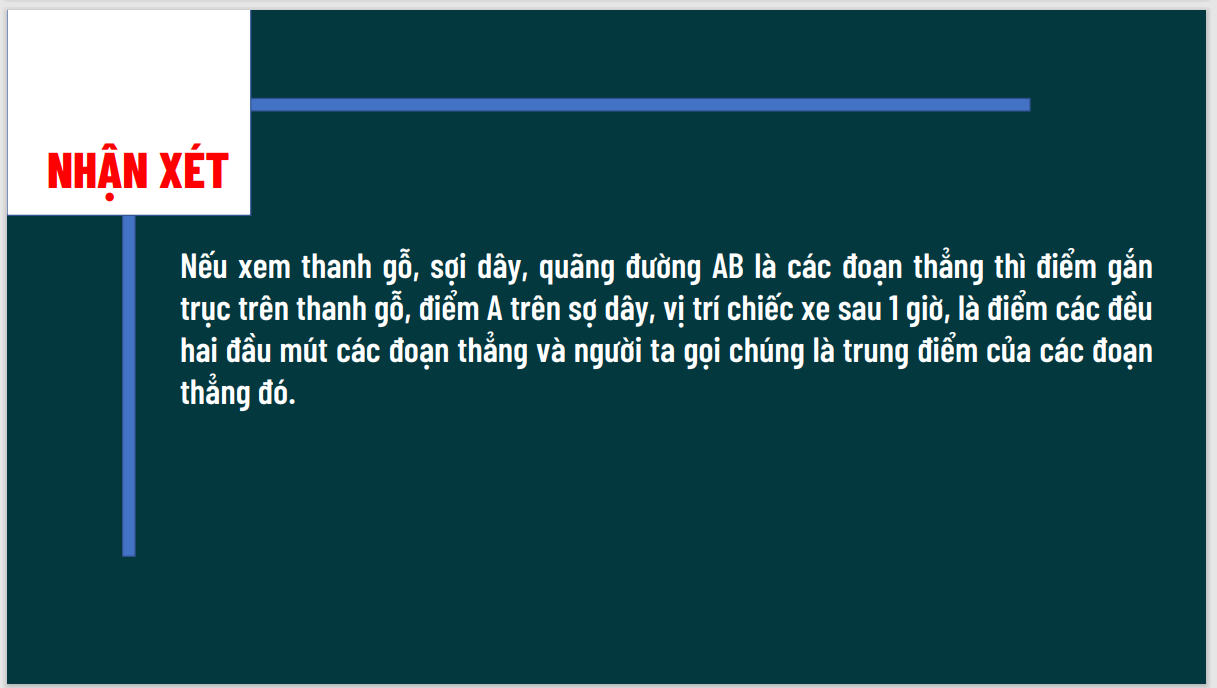 NHẬN XÉT
Nếu xem thanh gỗ, sợi dây, quãng đường AB là các đoạn thẳng thì điểm gắn
trục trên thanh gỗ, điểm A trên sợ dây, vị trí chiếc xe sau 1 giờ, là điểm các đều
hai đầu mút các đoạn thẳng và người ta gọi chúng là trung điểm của các đoạn
thẳng đó.